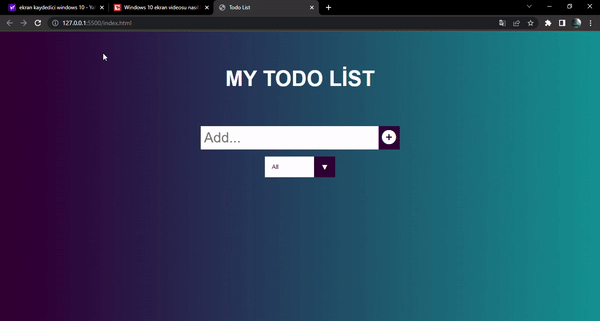 ekran kaydedici windows 10 - Ya
Windows 10 ekran videosu nasıl
Todo List
127.0.0.1:5500/index.html
MY TODO LİST
Add...
All